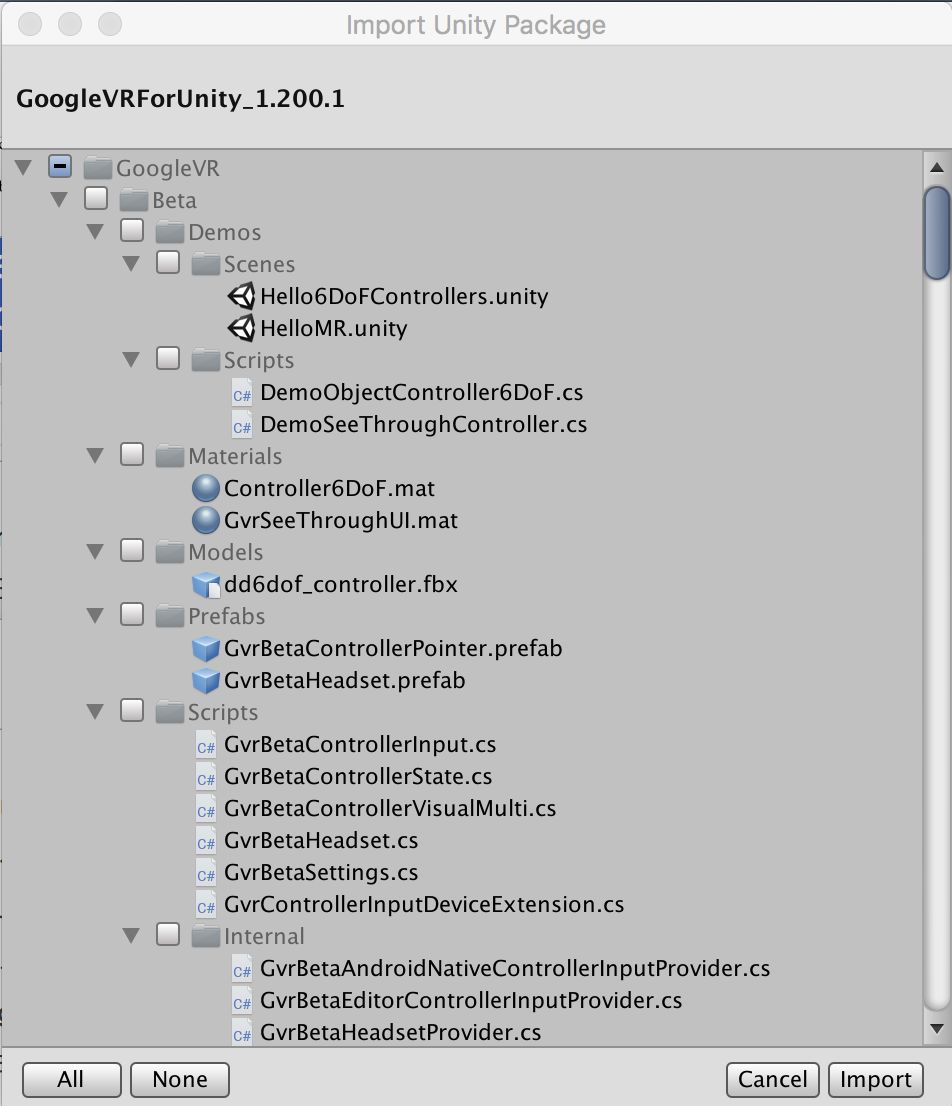 Import Unity Package
GoogleVRForUnity_1.200.1
GoogleVR
Beta
Demos
Scenes
Hello6DoFControllers.unity
HelloMR.unity
Scripts
C# DemoObjectController6DoF.cs
C# DemoSeeThroughController.cs
Materials
Controller6DoF.mat
GvrSeeThroughUI.mat
Models
dd6dof_controller.fbx
Prefabs
GvrBetaControllerPointer.prefab
GvrBetaHeadset.prefab
Scripts
C# GvrBetaControllerInput.cs
C# GvrBetaControllerState.cs
C# GvrBetaControllerVisualMulti.cs
C# GvrBetaHeadset.cs
C# GvrBetaSettings.cs
C# GvrControllerInputDeviceExtension.cs
Internal
C# GvrBetaAndroidNativeControllerInputProvider.cs
C# GvrBetaEditorControllerInputProvider.cs
C# GvrBetaHeadsetProvider.cs
All None Cancel Import